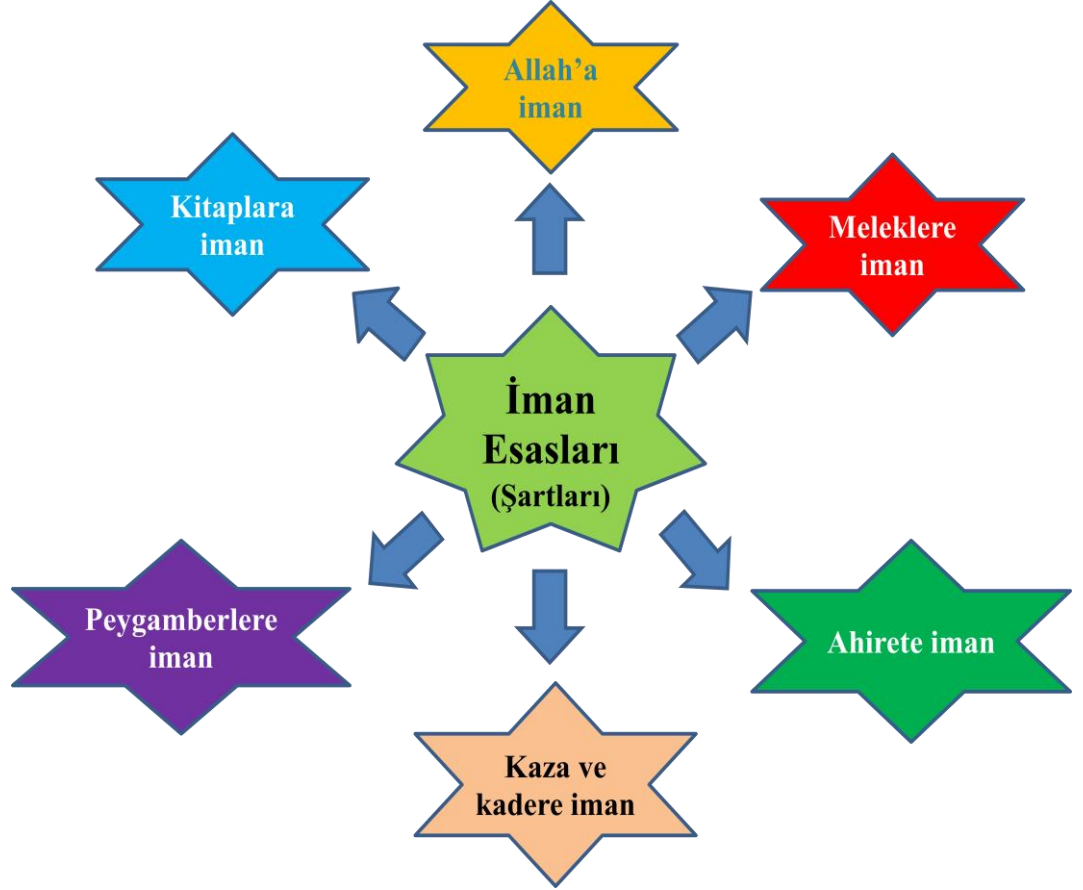 Allah’a
iman
Kitaplara
iman
Meleklere
iman
İman
Esasları
(Şartları)
Peygamberlere
iman
Ahirete iman
Kaza ve
kadere iman